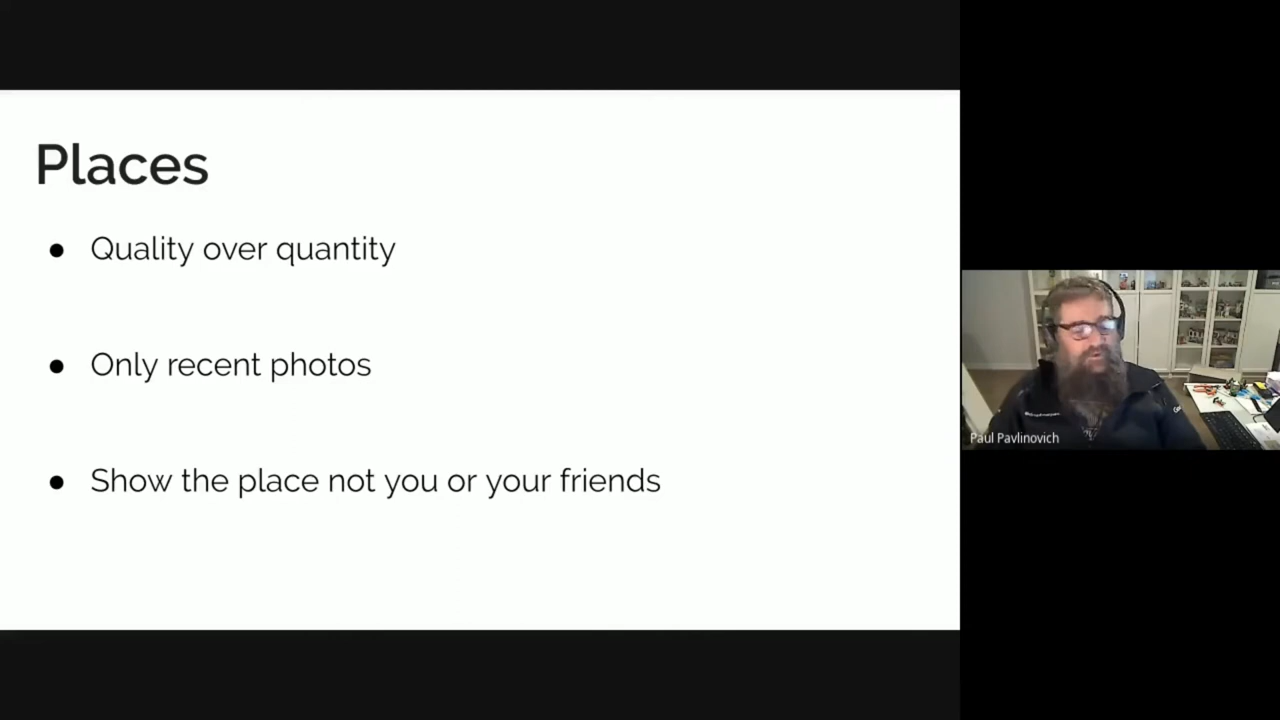 Places
● Quality over quantity
● Only recent photos
● Show the place not you or your friends
Paul Pavlinovich